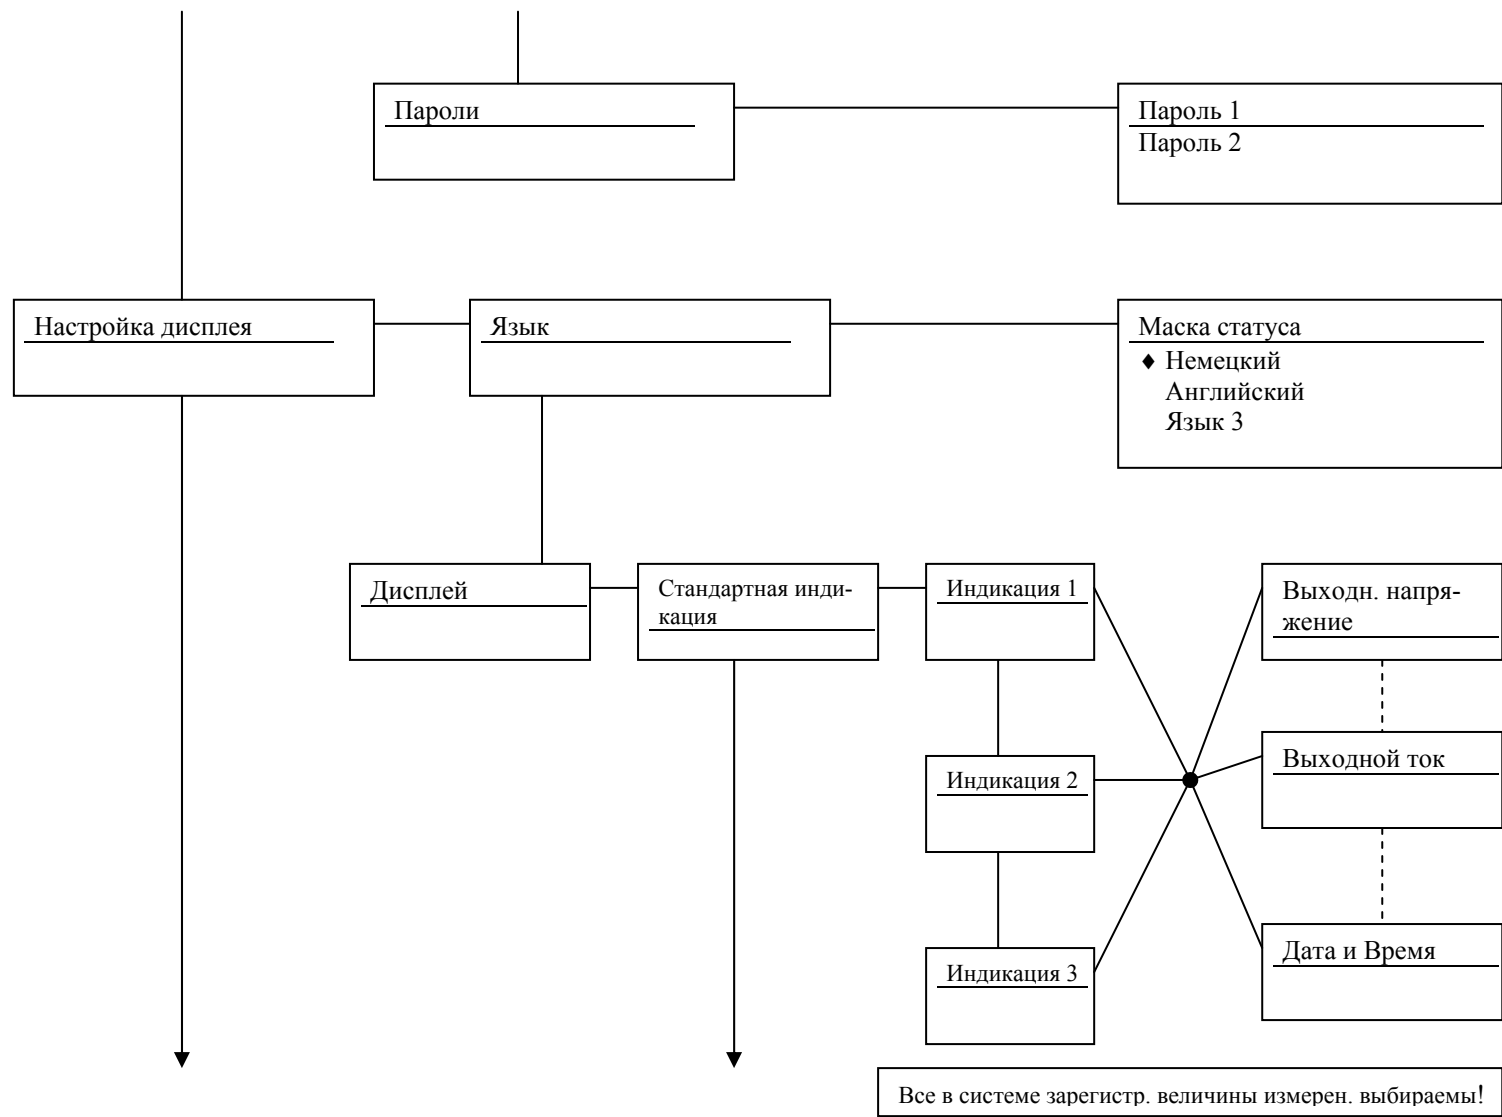 Пароли
Пароль 1
Пароль 2
Настройка дисплея
Язык
Маска статуса
♦ Немецкий
Английский
Язык 3
Дисплей
Стандартная инди-
кация
Индикация 1
Выходн. напря-
жение
Индикация 2
Выходной ток
Индикация 3
Дата и Время
Все в системе зарегистр. величины измерен. выбираемы!